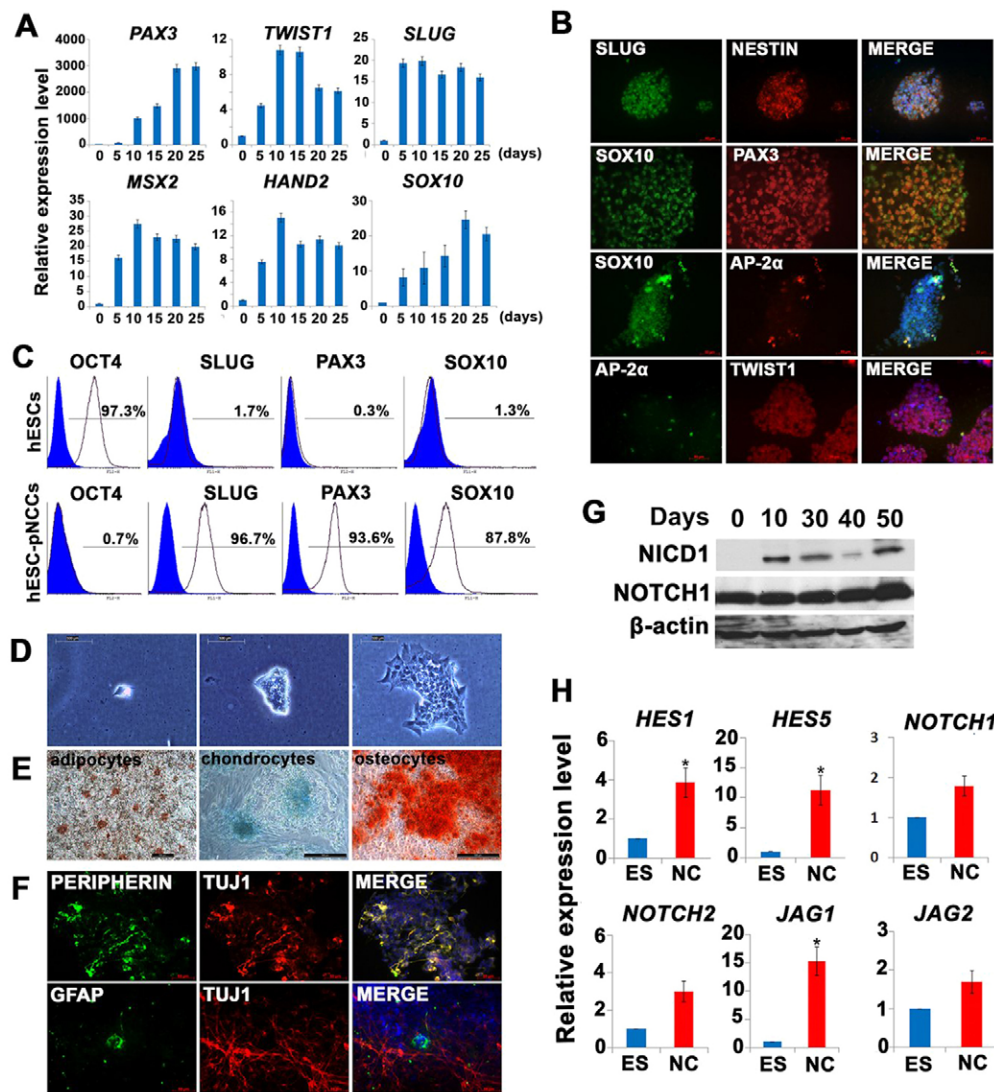 A
PAX3
TWIST1
SLUG
Relative expression level
4000
3000
2000
1000
0
12
8
4
0
25
20
15
10
5
0
0 5 10 15 20 25
0 5 10 15 20 25
0 5 10 15 20 25 (days)
MSX2
HAND2
SOX10
35
30
25
20
15
10
5
0
16
12
8
4
0
30
20
10
0
0 5 10 15 20 25
0 5 10 15 20 25
0 5 10 15 20 25 (days)
B
SLUG NESTIN MERGE
SOX10 PAX3 MERGE
SOX10 AP-2α MERGE
AP-2α TWIST1 MERGE
C
OCT4 SLUG PAX3 SOX10
hESCs
97.3% 1.7% 0.3% 1.3%
FL1-H FL1-H FL1-H FL1-H
OCT4 SLUG PAX3 SOX10
hESC-pNCCs
0.7% 96.7% 93.6% 87.8%
FL1-H FL1-H FL1-H FL1-H
D
E
adipocytes chondrocytes osteocytes
F
PERIPHERIN TUJ1 MERGE
GFAP TUJ1 MERGE
G
Days 0 10 30 40 50
NICD1
NOTCH1
β-actin
H
HES1 HES5 NOTCH1
Relative expression level
6
4
2
0
*
20
15
10
5
0
*
3
2
1
0
ES NC
ES NC
ES NC
NOTCH2 JAG1 JAG2
6
4
2
0
20
15
10
5
0
*
3
2
1
0
ES NC
ES NC
ES NC